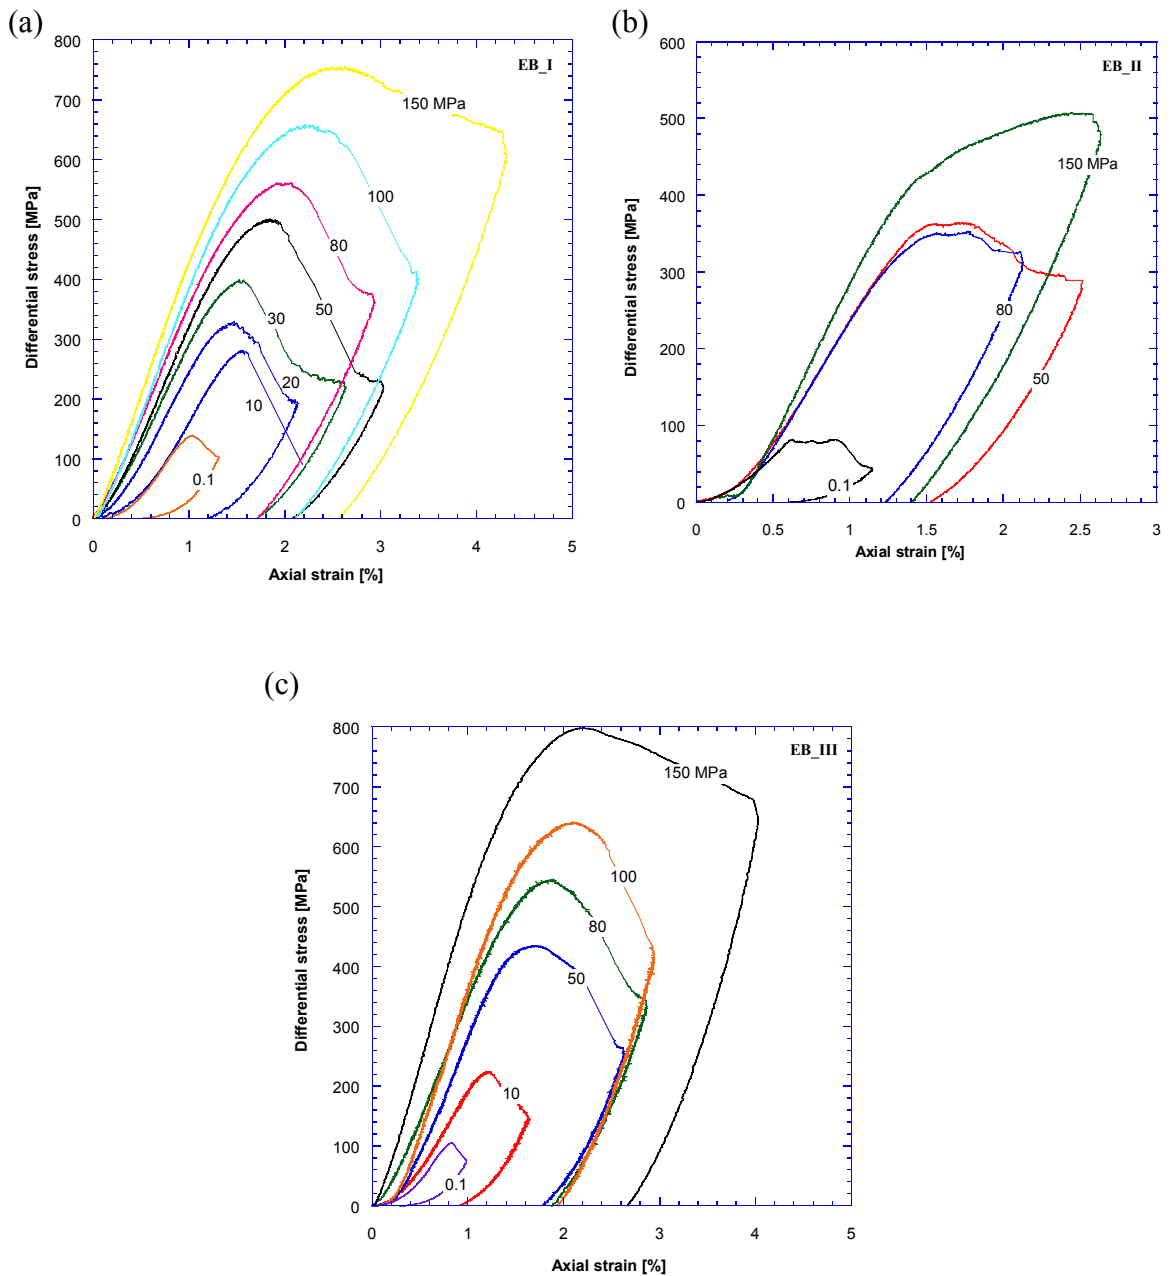 (a)
(b)
800
700
600
500
400
300
200
100
0
Differential stress [MPa]
EB_I
150 MPa
100
80
50
30
20
10
0.1
0 1 2 3 4 5
Axial strain [%]
600
500
400
300
200
100
0
Differential stress [MPa]
EB_II
150 MPa
80
50
0.1
0 0.5 1 1.5 2 2.5 3
Axial strain [%]
(c)
800
700
600
500
400
300
200
100
0
Differential stress [MPa]
EB_III
150 MPa
100
80
50
10
0.1
0 1 2 3 4 5
Axial strain [%]